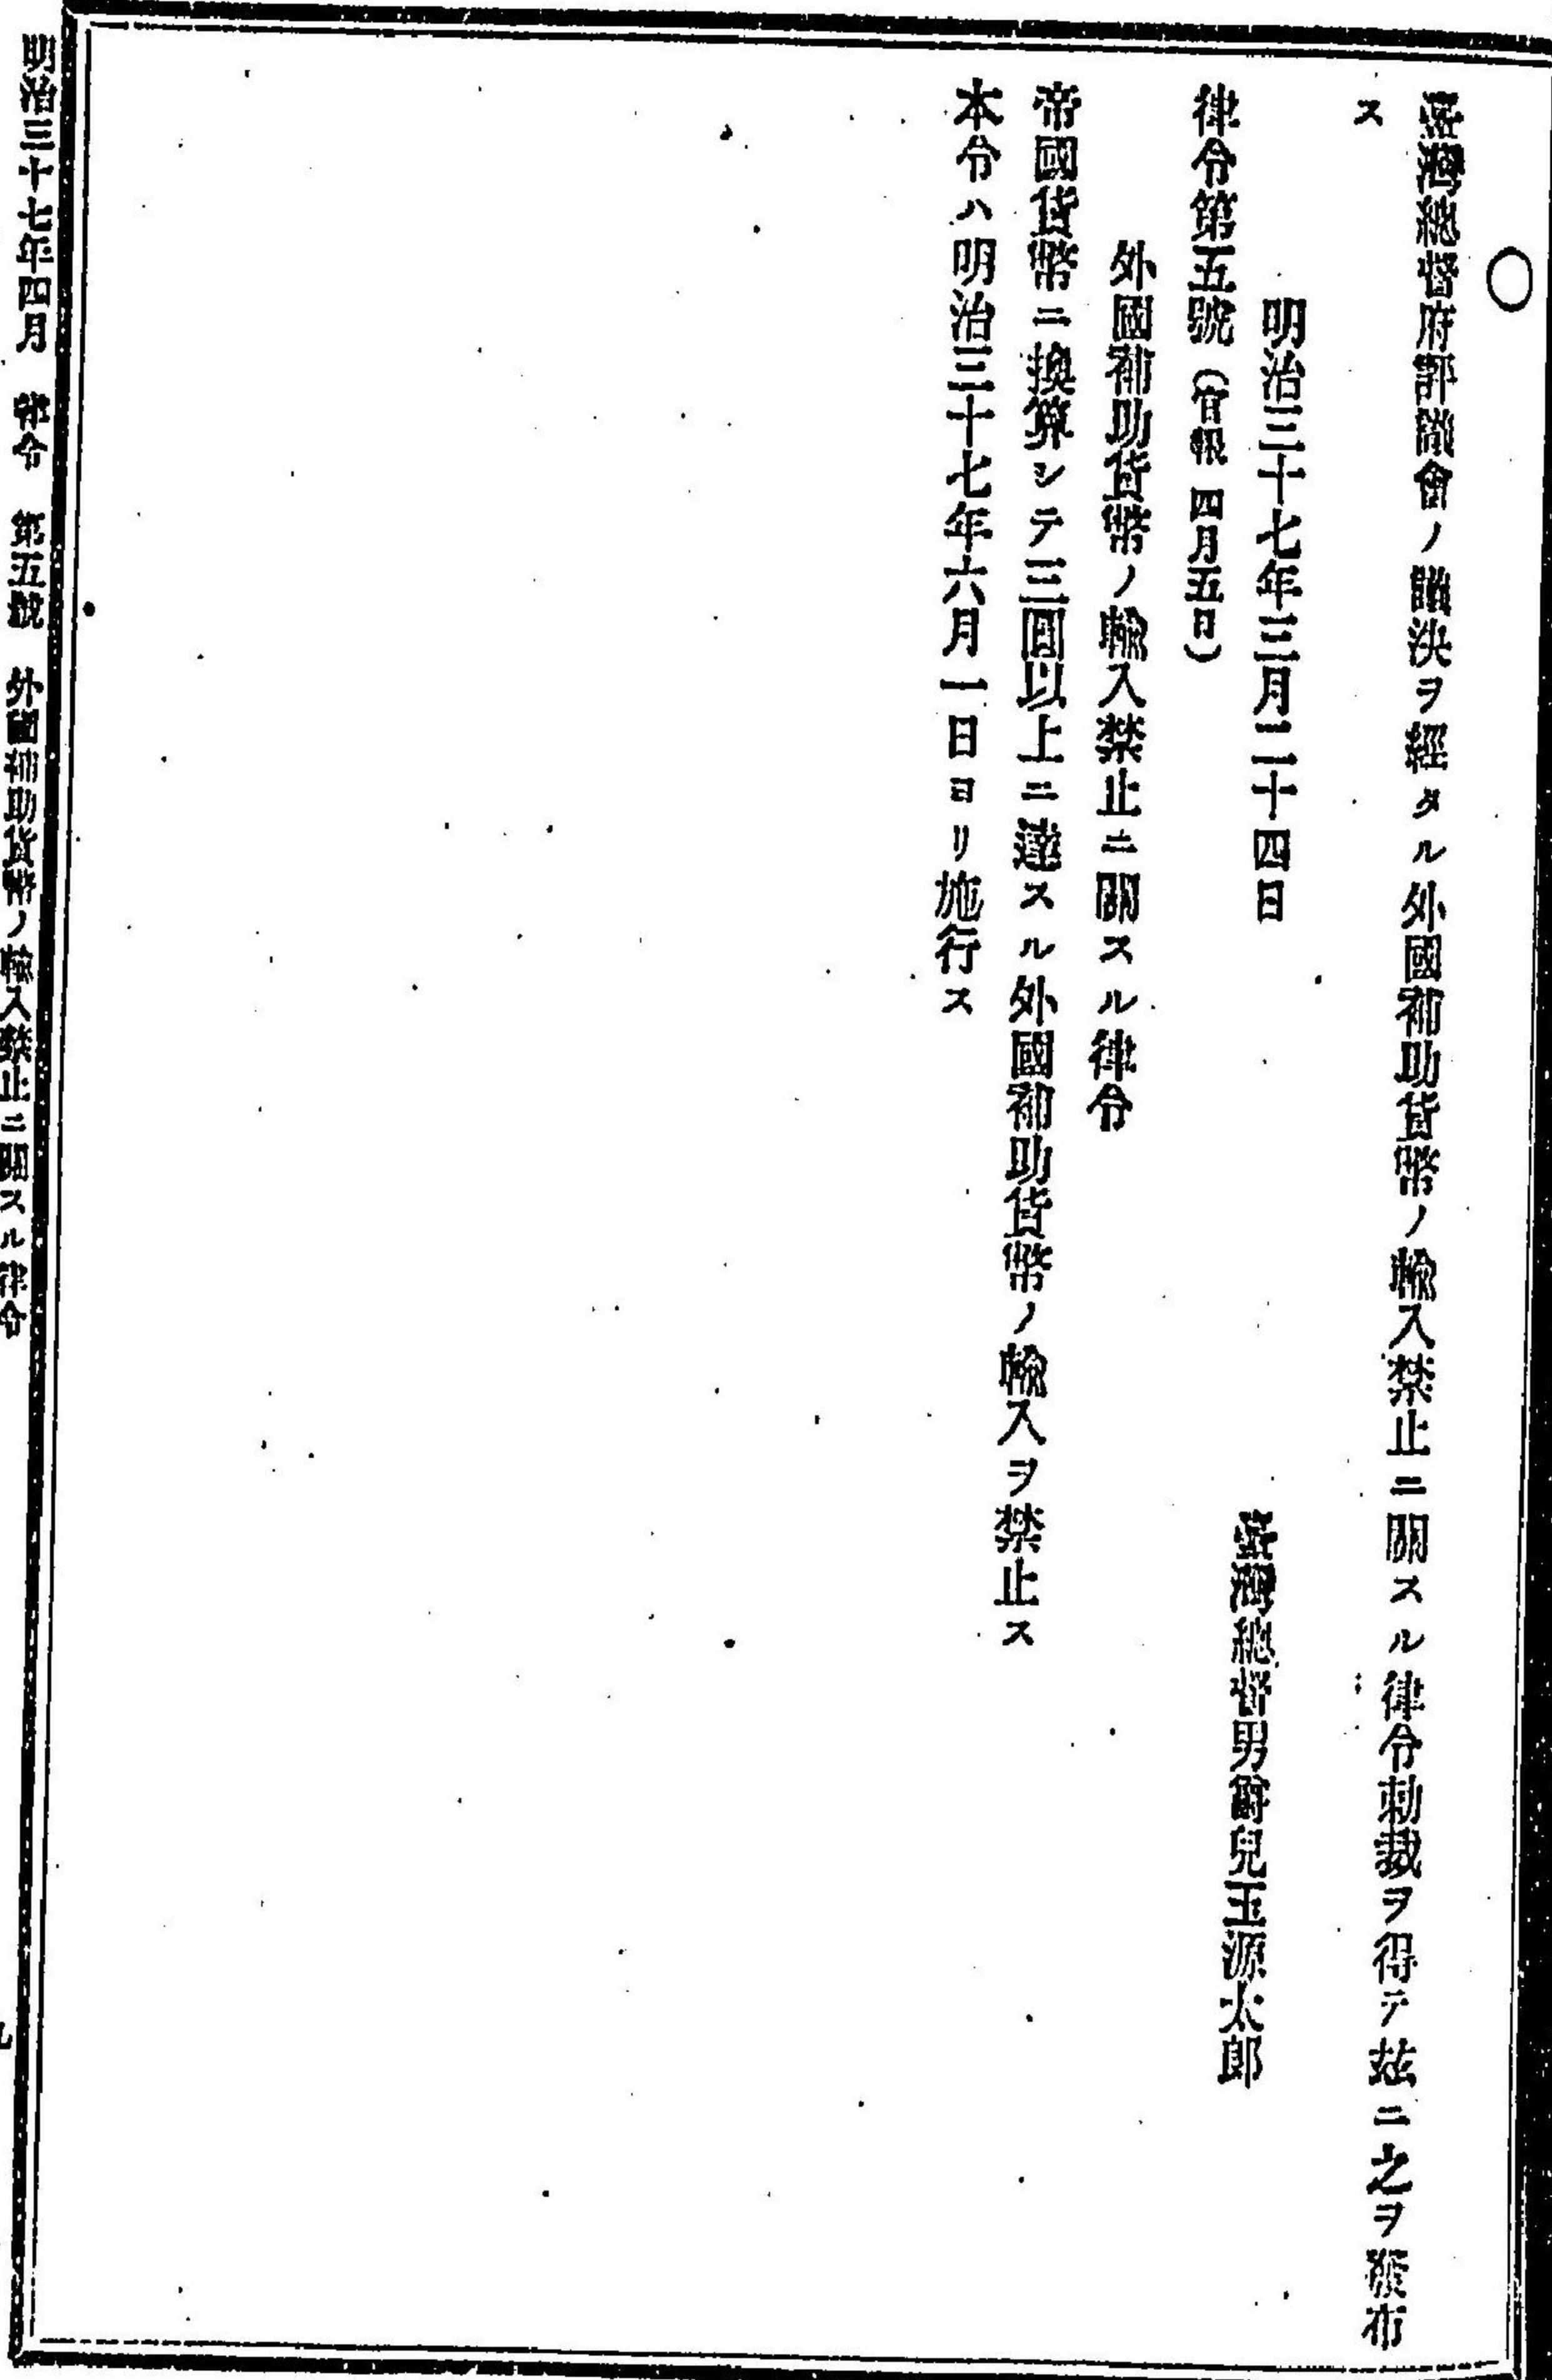 〇
臺灣總督府評議會ノ議決ヲ經タル外國補助貨幣ノ輸入禁止ニ關スル律令勅裁ヲ得テ玆ニ之ヲ發布
ス
明治三十七年三月二十四日
臺灣總督男爵兒玉源太郎
律令第五號(官報 四月五日)
外國補助貨幣ノ輸入禁止ニ關スル律令
帝國貨幣ニ換算シテ三圓以上ニ達スル外國補助貨幣ノ輸入ヲ禁止ス
本令ハ明治三十七年六月一日ヨリ施行ス
明治三十七年四月 律令 第五號 外國補助貨幣ノ輸入禁止ニ關スル律令